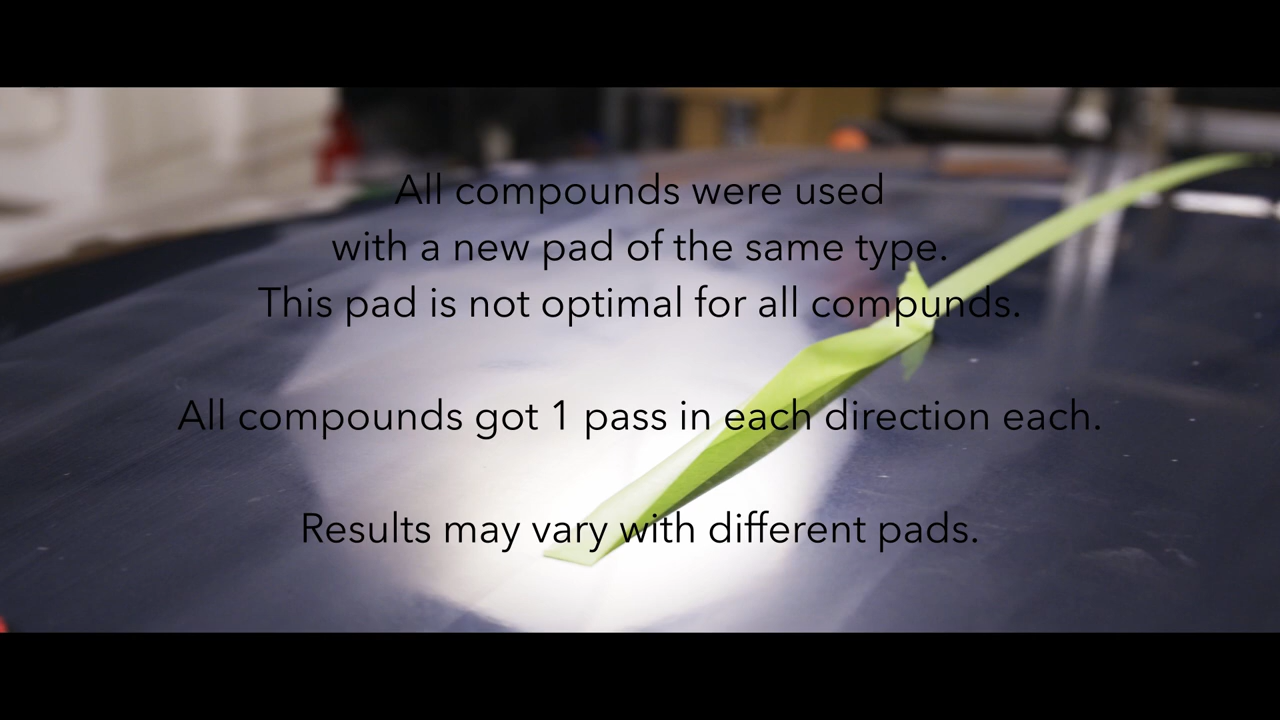 All compounds were used
with a new pad of the same type.
This pad is not optimal for all compunds.
All compounds got 1 pass in each direction each.
Results may vary with different pads.